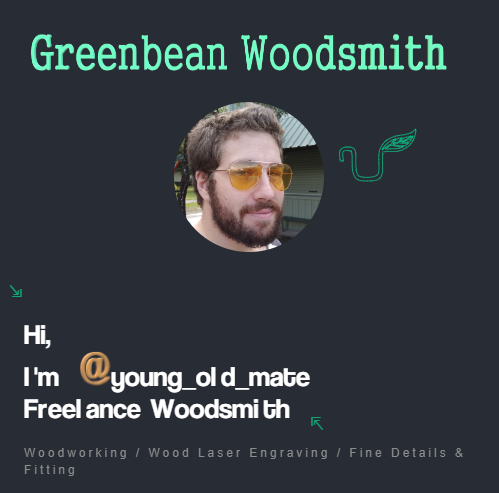 Greenbean Woodsmith
Hi,
I'm @young_old_mate
Freelance Woodsmith
Woodworking / Wood Laser Engraving / Fine Details &
Fitting